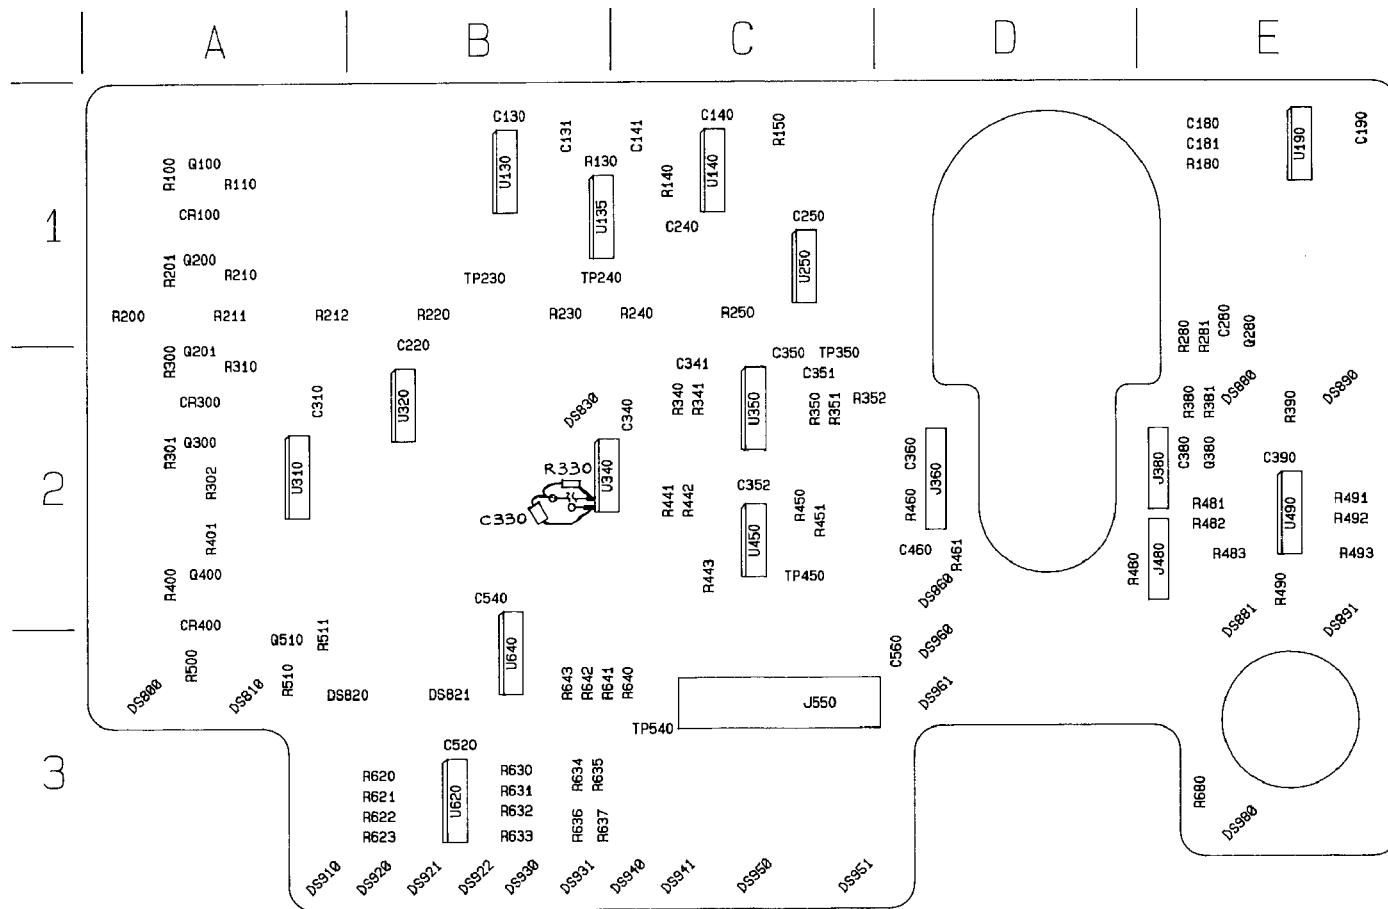 A B C D E
1
C130 C131 C141 C140 R150 C180 U190 C190
C181
R100 Q100 R110 U130 R130 R140 U140 R180
CR100 U135 C240 C250
R201 Q200 R210 TP230 TP240 U250
R200 R211 R212 R220 R230 R240 R250 R280 R281 C280 Q280
2
R300 Q201 R310 C220 C341 C350 TP350
C351
CR300 C310 U320 DS830 C340 R340 R341 U350 R350 R351 R352 R380 R381 DS880 R390 DS890
R301 Q300 U310 R330 U340 C360 J360 J380 C380 Q380 C390
R302 C330 R441 R442 C352 R450 R451 R460 R481 U490 R491
R482 R492
R401 U450 C460 R461 R480 J480 R483 R493
R400 Q400 R443 TP450 DS860 R490
C540 DS881 DS891
CR400 Q510 R511 U640 C560 DS960
3
R500 R510 R643 R642 R641 R640
DS800 DS810 DS820 DS821 J550 DS961
TP540
C520
R620 U620 R630 R634 R635
R621 R631 R680
R622 R632 R636 R637
R623 R633 DS980
DS910 DS920 DS921 DS922 DS930 DS931 DS940 DS941 DS950 DS951